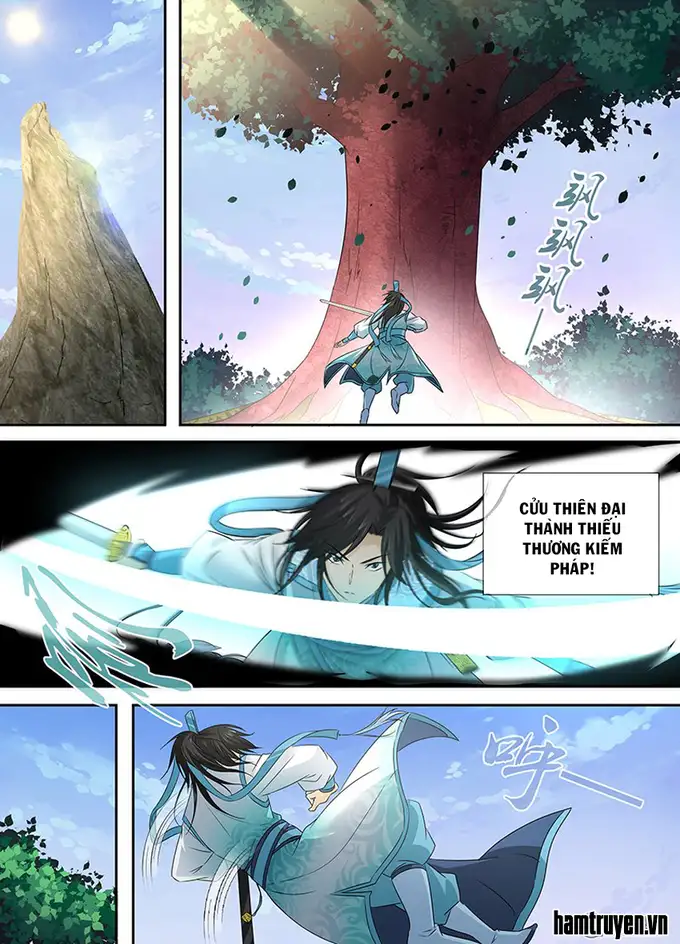 飒
飒
飒
CỬU THIÊN ĐẠI
THÀNH THIẾU
THƯƠNG KIẾM
PHÁP!
呼
hamtruyen.vn